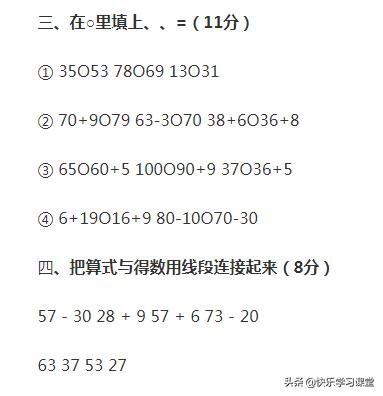 三、在○里填上、、=（11分）
① 35O53 78O69 13O31
② 70+9O79 63-3O70 38+6O36+8
③ 65O60+5 100O90+9 37O36+5
④ 6+19O16+9 80-10O70-30
四、把算式与得数用线段连接起来（8分）
57 - 30 28 + 9 57 + 6 73 - 20
63 37 53 27
头条 @快乐学习课堂